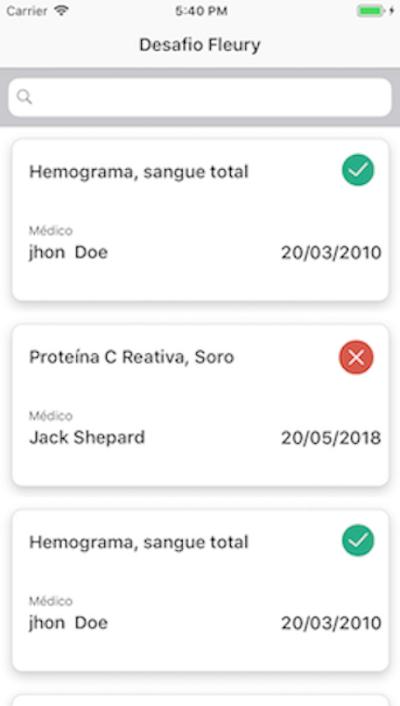 Carrier 5:40 PM
Desafio Fleury
Hemograma, sangue total
Médico
jhon Doe 20/03/2010
Proteína C Reativa, Soro
Médico
Jack Shepard 20/05/2018
Hemograma, sangue total
Médico
jhon Doe 20/03/2010